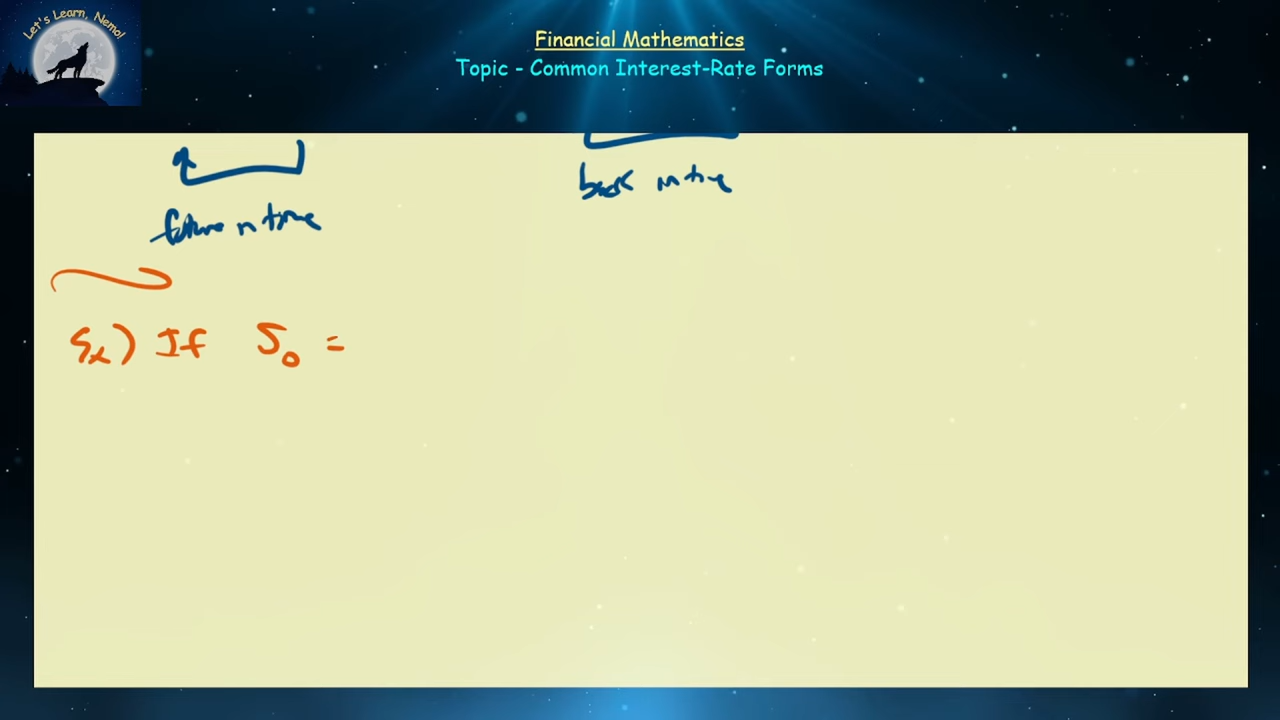 Let's Learn, Nemo!
Financial Mathematics
Topic - Common Interest-Rate Forms
back in time
future in time
Ex) If S₀ =